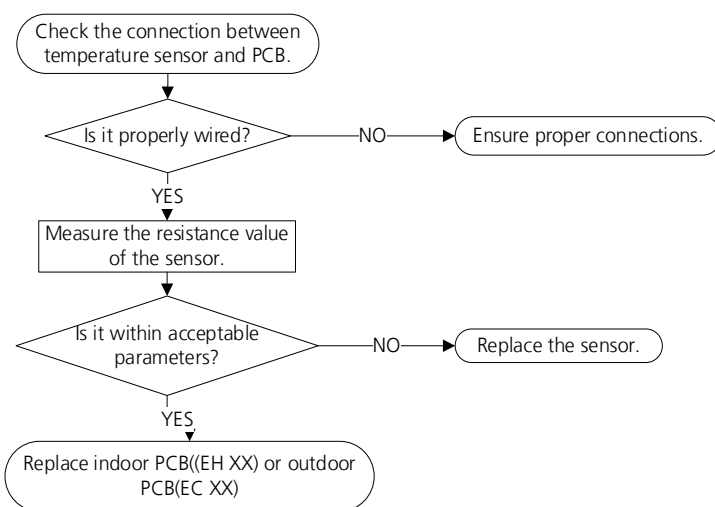 Check the connection between
temperature sensor and PCB.
Is it properly wired?
NO
Ensure proper connections.
YES
Measure the resistance value
of the sensor.
Is it within acceptable
parameters?
NO
Replace the sensor.
YES
Replace indoor PCB((EH XX) or outdoor
PCB(EC XX)